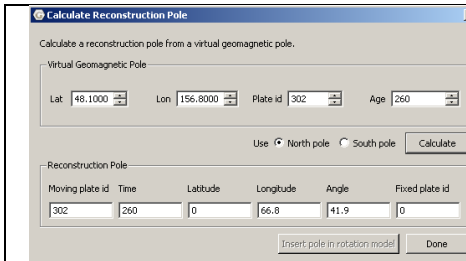 Calculate Reconstruction Pole
Calculate a reconstruction pole from a virtual geomagnetic pole.
Virtual Geomagnetic Pole
Lat 48.1000 Lon 156.8000 Plate id 302 Age 260
Use North pole South pole Calculate
Reconstruction Pole
Moving plate id Time Latitude Longitude Angle Fixed plate id
302 260 0 66.8 41.9 0
Insert pole in rotation model Done